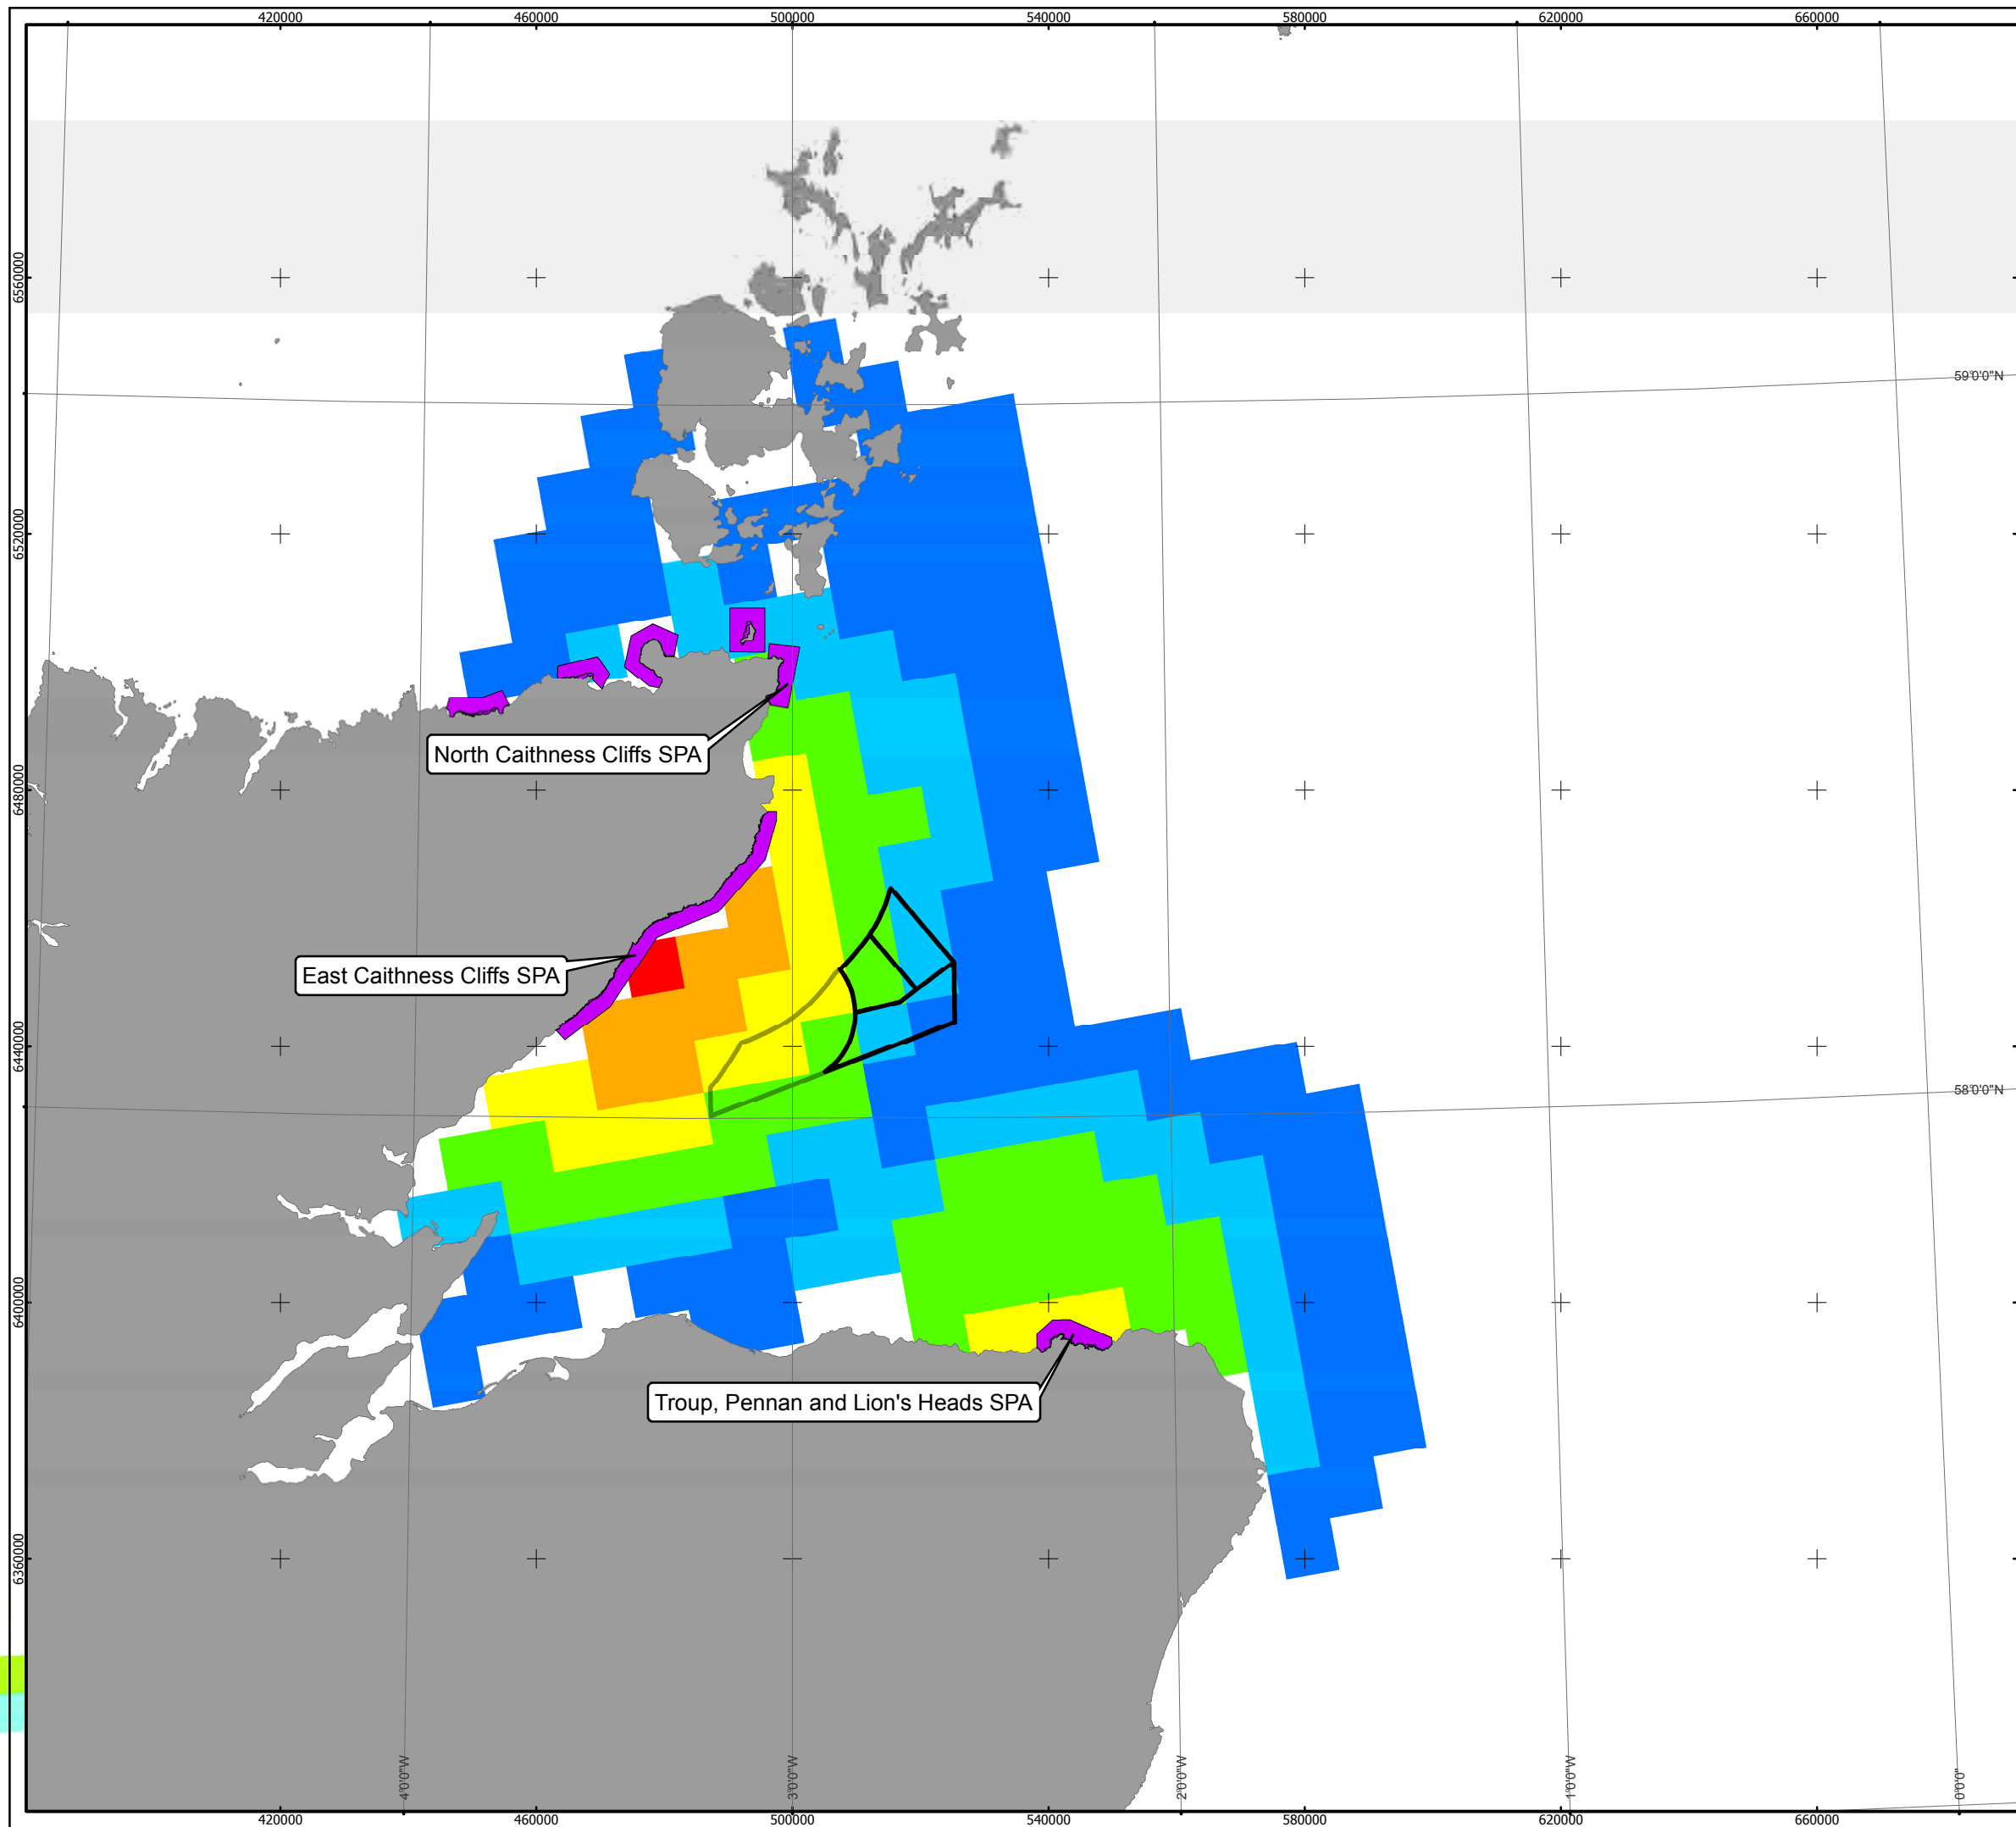 420000 460000 500000 540000 580000 620000 660000
6560000
59°0'0"N
6520000
6480000
North Caithness Cliffs SPA
East Caithness Cliffs SPA
6440000
58°0'0"N
6400000
Troup, Pennan and Lion's Heads SPA
6360000
4°0'0"W 3°0'0"W 2°0'0"W 1°0'0"W 0°0'0"
420000 460000 500000 540000 580000 620000 660000